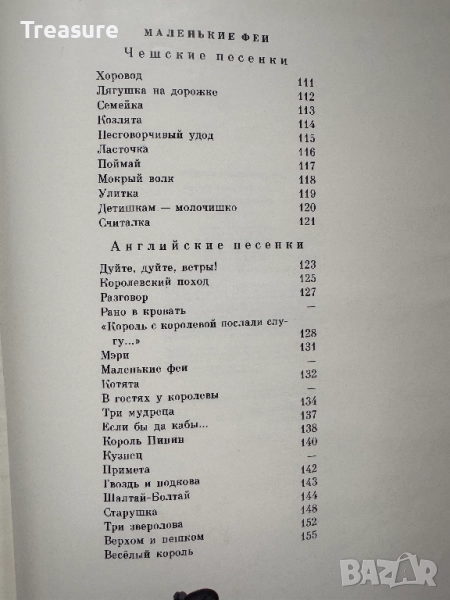 Treasure
МАЛЕНЬКИЕ ФЕИ
Чешские песенки
Хоровод 111
Лягушка на дорожке 112
Семейка 113
Козлята 114
Несговорчивый удод 115
Ласточка 116
Поймай 117
Мокрый волк 118
Улитка 119
Детишкам — молочишко 120
Считалка 121
Английские песенки
Дуйте, дуйте, ветры! 123
Королевский поход 125
Разговор 127
Рано в кровать
«Король с королевой послали слу-
гу...» 128
Мэри 131
Маленькие феи —
Котята 132
В гостях у королевы 134
Три мудреца 137
Если бы да кабы... 138
Король Пипин 140
Кузнец —
Примета 142
Гвоздь и подкова 143
Шалтай-Болтай 144
Старушка 148
Три зверолова 152
Верхом и пешком 155
Весёлый король
BAZAR